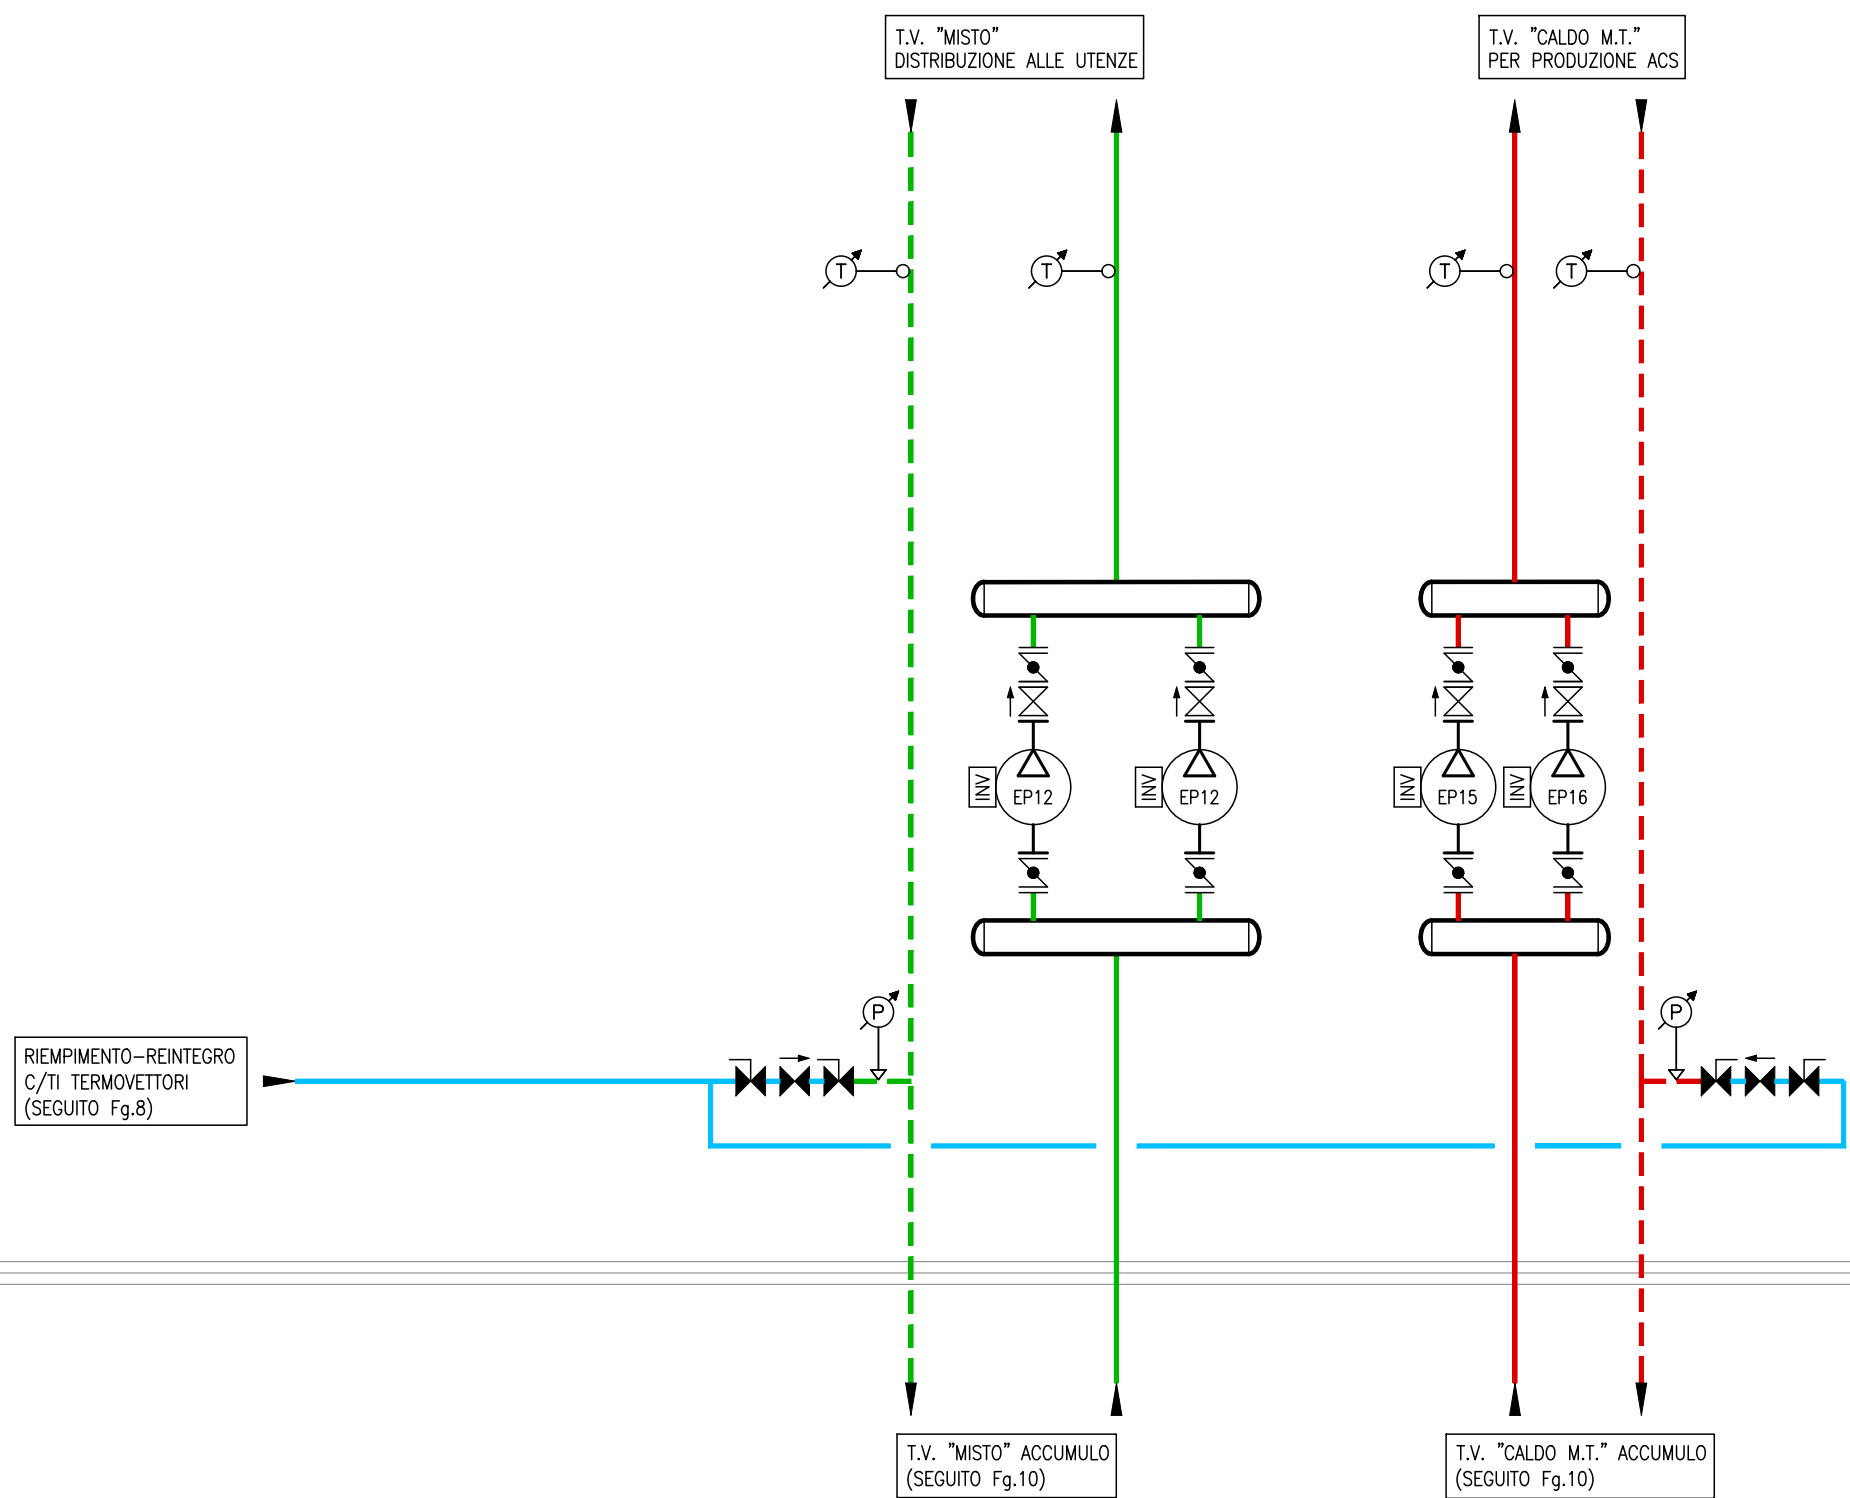 T.V. "MISTO"
DISTRIBUZIONE ALLE UTENZE
T.V. "CALDO M.T."
PER PRODUZIONE ACS
T
T
T
T
INV
EP12
INV
EP12
INV
EP15
INV
EP16
P
P
RIEMPIMENTO-REINTEGRO
C/TI TERMOVETTORI
(SEGUITO Fg.8)
T.V. "MISTO" ACCUMULO
(SEGUITO Fg.10)
T.V. "CALDO M.T." ACCUMULO
(SEGUITO Fg.10)